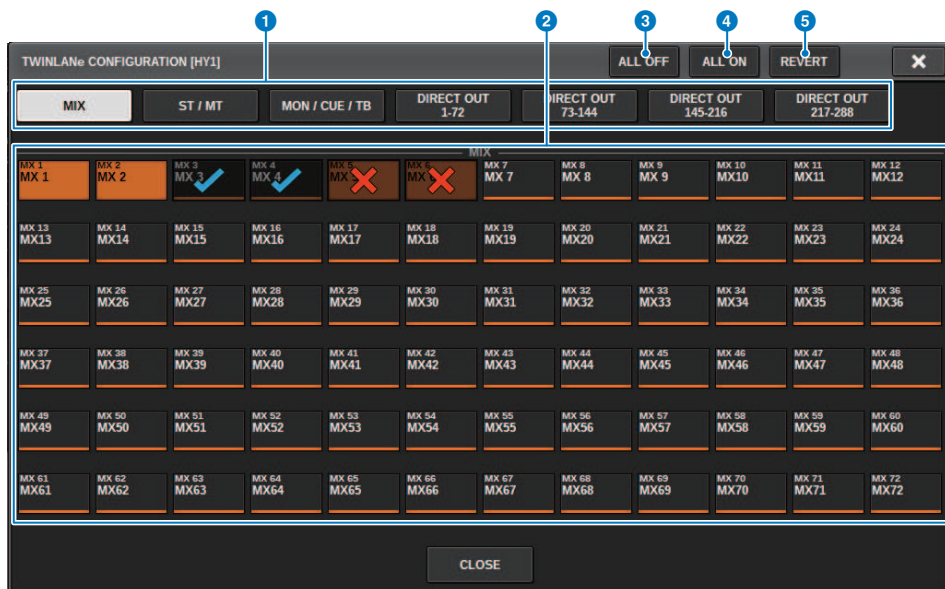 1 2 3 4 5
TWINLANe CONFIGURATION [HY1] ALL OFF ALL ON REVERT ×
MIX ST / MT MON / CUE / TB DIRECT OUT 1-72 DIRECT OUT 73-144 DIRECT OUT 145-216 DIRECT OUT 217-288
MIX
MX 1 MX 2 MX 3 MX 4 MX 5 MX 6 MX 7 MX 8 MX 9 MX 10 MX 11 MX 12
MX 1 MX 2 MX 3 MX 4 MX 5 MX 6 MX 7 MX 8 MX 9 MX10 MX11 MX12
MX 13 MX 14 MX 15 MX 16 MX 17 MX 18 MX 19 MX 20 MX 21 MX 22 MX 23 MX 24
MX13 MX14 MX15 MX16 MX17 MX18 MX19 MX20 MX21 MX22 MX23 MX24
MX 25 MX 26 MX 27 MX 28 MX 29 MX 30 MX 31 MX 32 MX 33 MX 34 MX 35 MX 36
MX25 MX26 MX27 MX28 MX29 MX30 MX31 MX32 MX33 MX34 MX35 MX36
MX 37 MX 38 MX 39 MX 40 MX 41 MX 42 MX 43 MX 44 MX 45 MX 46 MX 47 MX 48
MX37 MX38 MX39 MX40 MX41 MX42 MX43 MX44 MX45 MX46 MX47 MX48
MX 49 MX 50 MX 51 MX 52 MX 53 MX 54 MX 55 MX 56 MX 57 MX 58 MX 59 MX 60
MX49 MX50 MX51 MX52 MX53 MX54 MX55 MX56 MX57 MX58 MX59 MX60
MX 61 MX 62 MX 63 MX 64 MX 65 MX 66 MX 67 MX 68 MX 69 MX 70 MX 71 MX 72
MX61 MX62 MX63 MX64 MX65 MX66 MX67 MX68 MX69 MX70 MX71 MX72
CLOSE